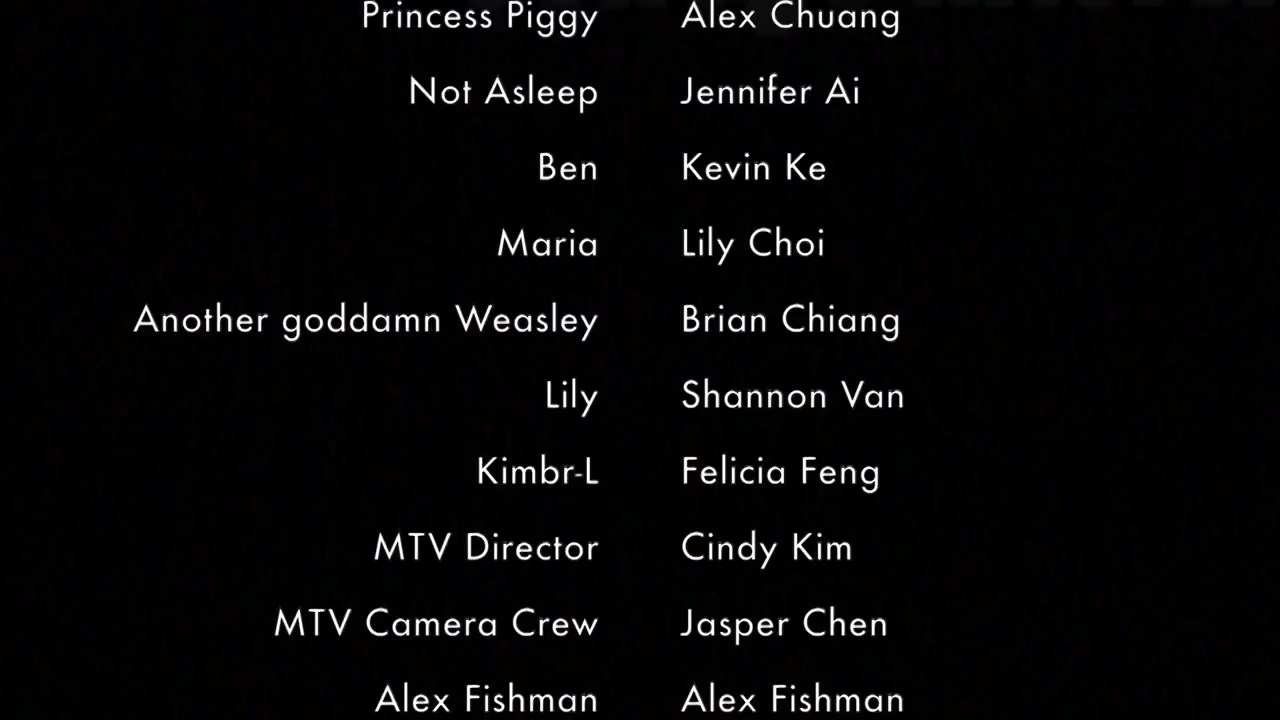 Princess Piggy Alex Chuang
Not Asleep Jennifer Ai
Ben Kevin Ke
Maria Lily Choi
Another goddamn Weasley Brian Chiang
Lily Shannon Van
Kimbr-L Felicia Feng
MTV Director Cindy Kim
MTV Camera Crew Jasper Chen
Alex Fishman Alex Fishman